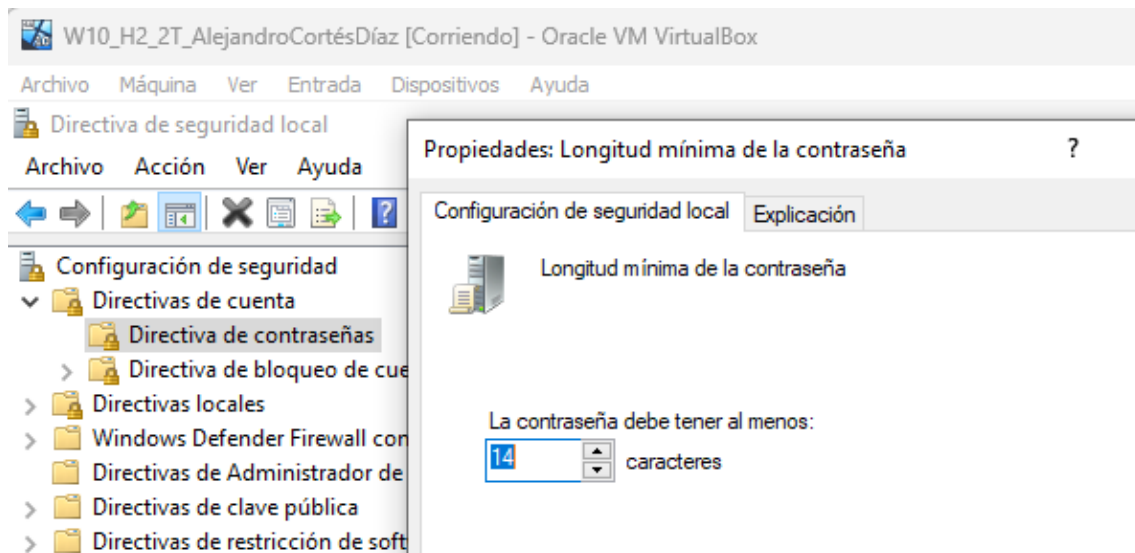 W10_H2_2T_AlejandroCortésDíaz [Corriendo] - Oracle VM VirtualBox
Archivo Máquina Ver Entrada Dispositivos Ayuda
Directiva de seguridad local
Archivo Acción Ver Ayuda
Configuración de seguridad
Directivas de cuenta
Directiva de contraseñas
Directiva de bloqueo de cue
Directivas locales
Windows Defender Firewall con
Directivas de Administrador de
Directivas de clave pública
Directivas de restricción de soft
Propiedades: Longitud mínima de la contraseña ?
Configuración de seguridad local Explicación
Longitud mínima de la contraseña
La contraseña debe tener al menos:
14 caracteres